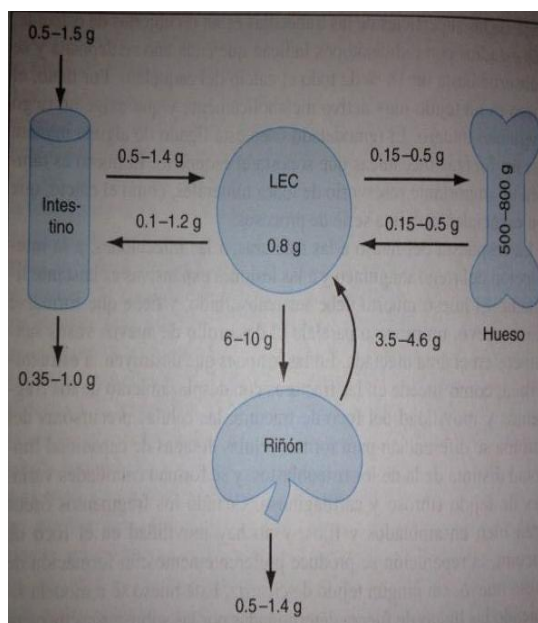 0.5–1.5 g
Intes-
tino
0.5–1.4 g
0.1–1.2 g
LEC
0.8 g
0.15–0.5 g
0.15–0.5 g
500–800 g
Hueso
0.35–1.0 g
6–10 g
3.5–4.6 g
Riñón
0.5–1.4 g